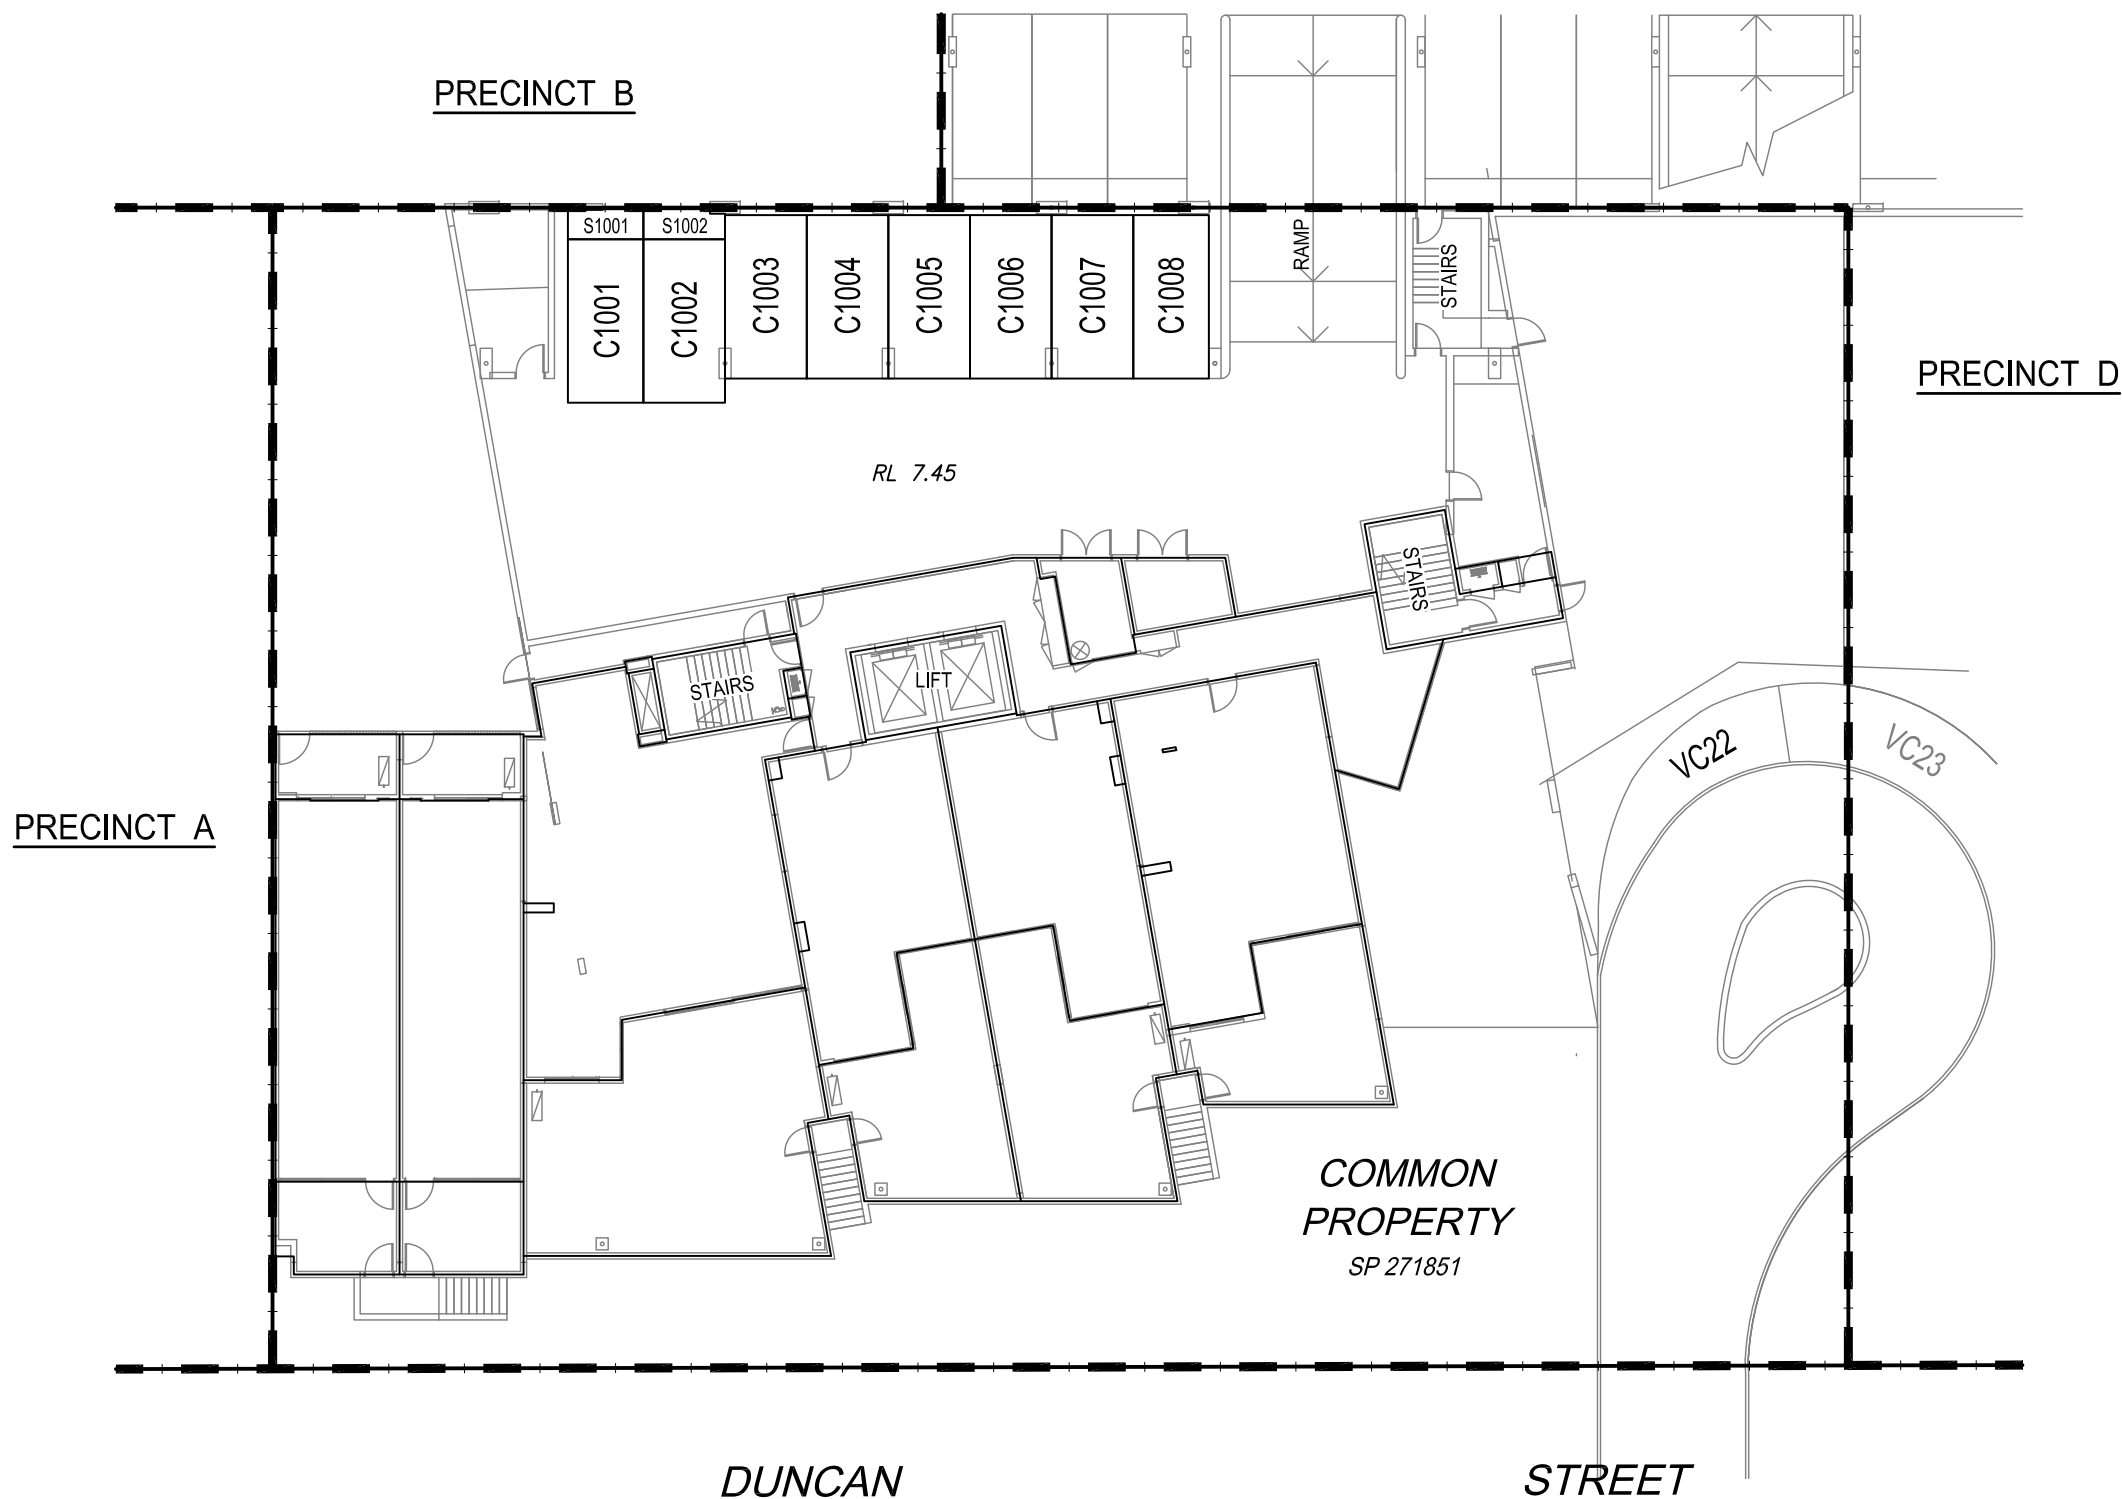 PRECINCT B
S1001
S1002
C1001
C1002
C1003
C1004
C1005
C1006
C1007
C1008
RAMP
STAIRS
PRECINCT D
RL 7.45
STAIRS
STAIRS
LIFT
VC22
VC23
PRECINCT A
COMMON
PROPERTY
SP 271851
DUNCAN STREET